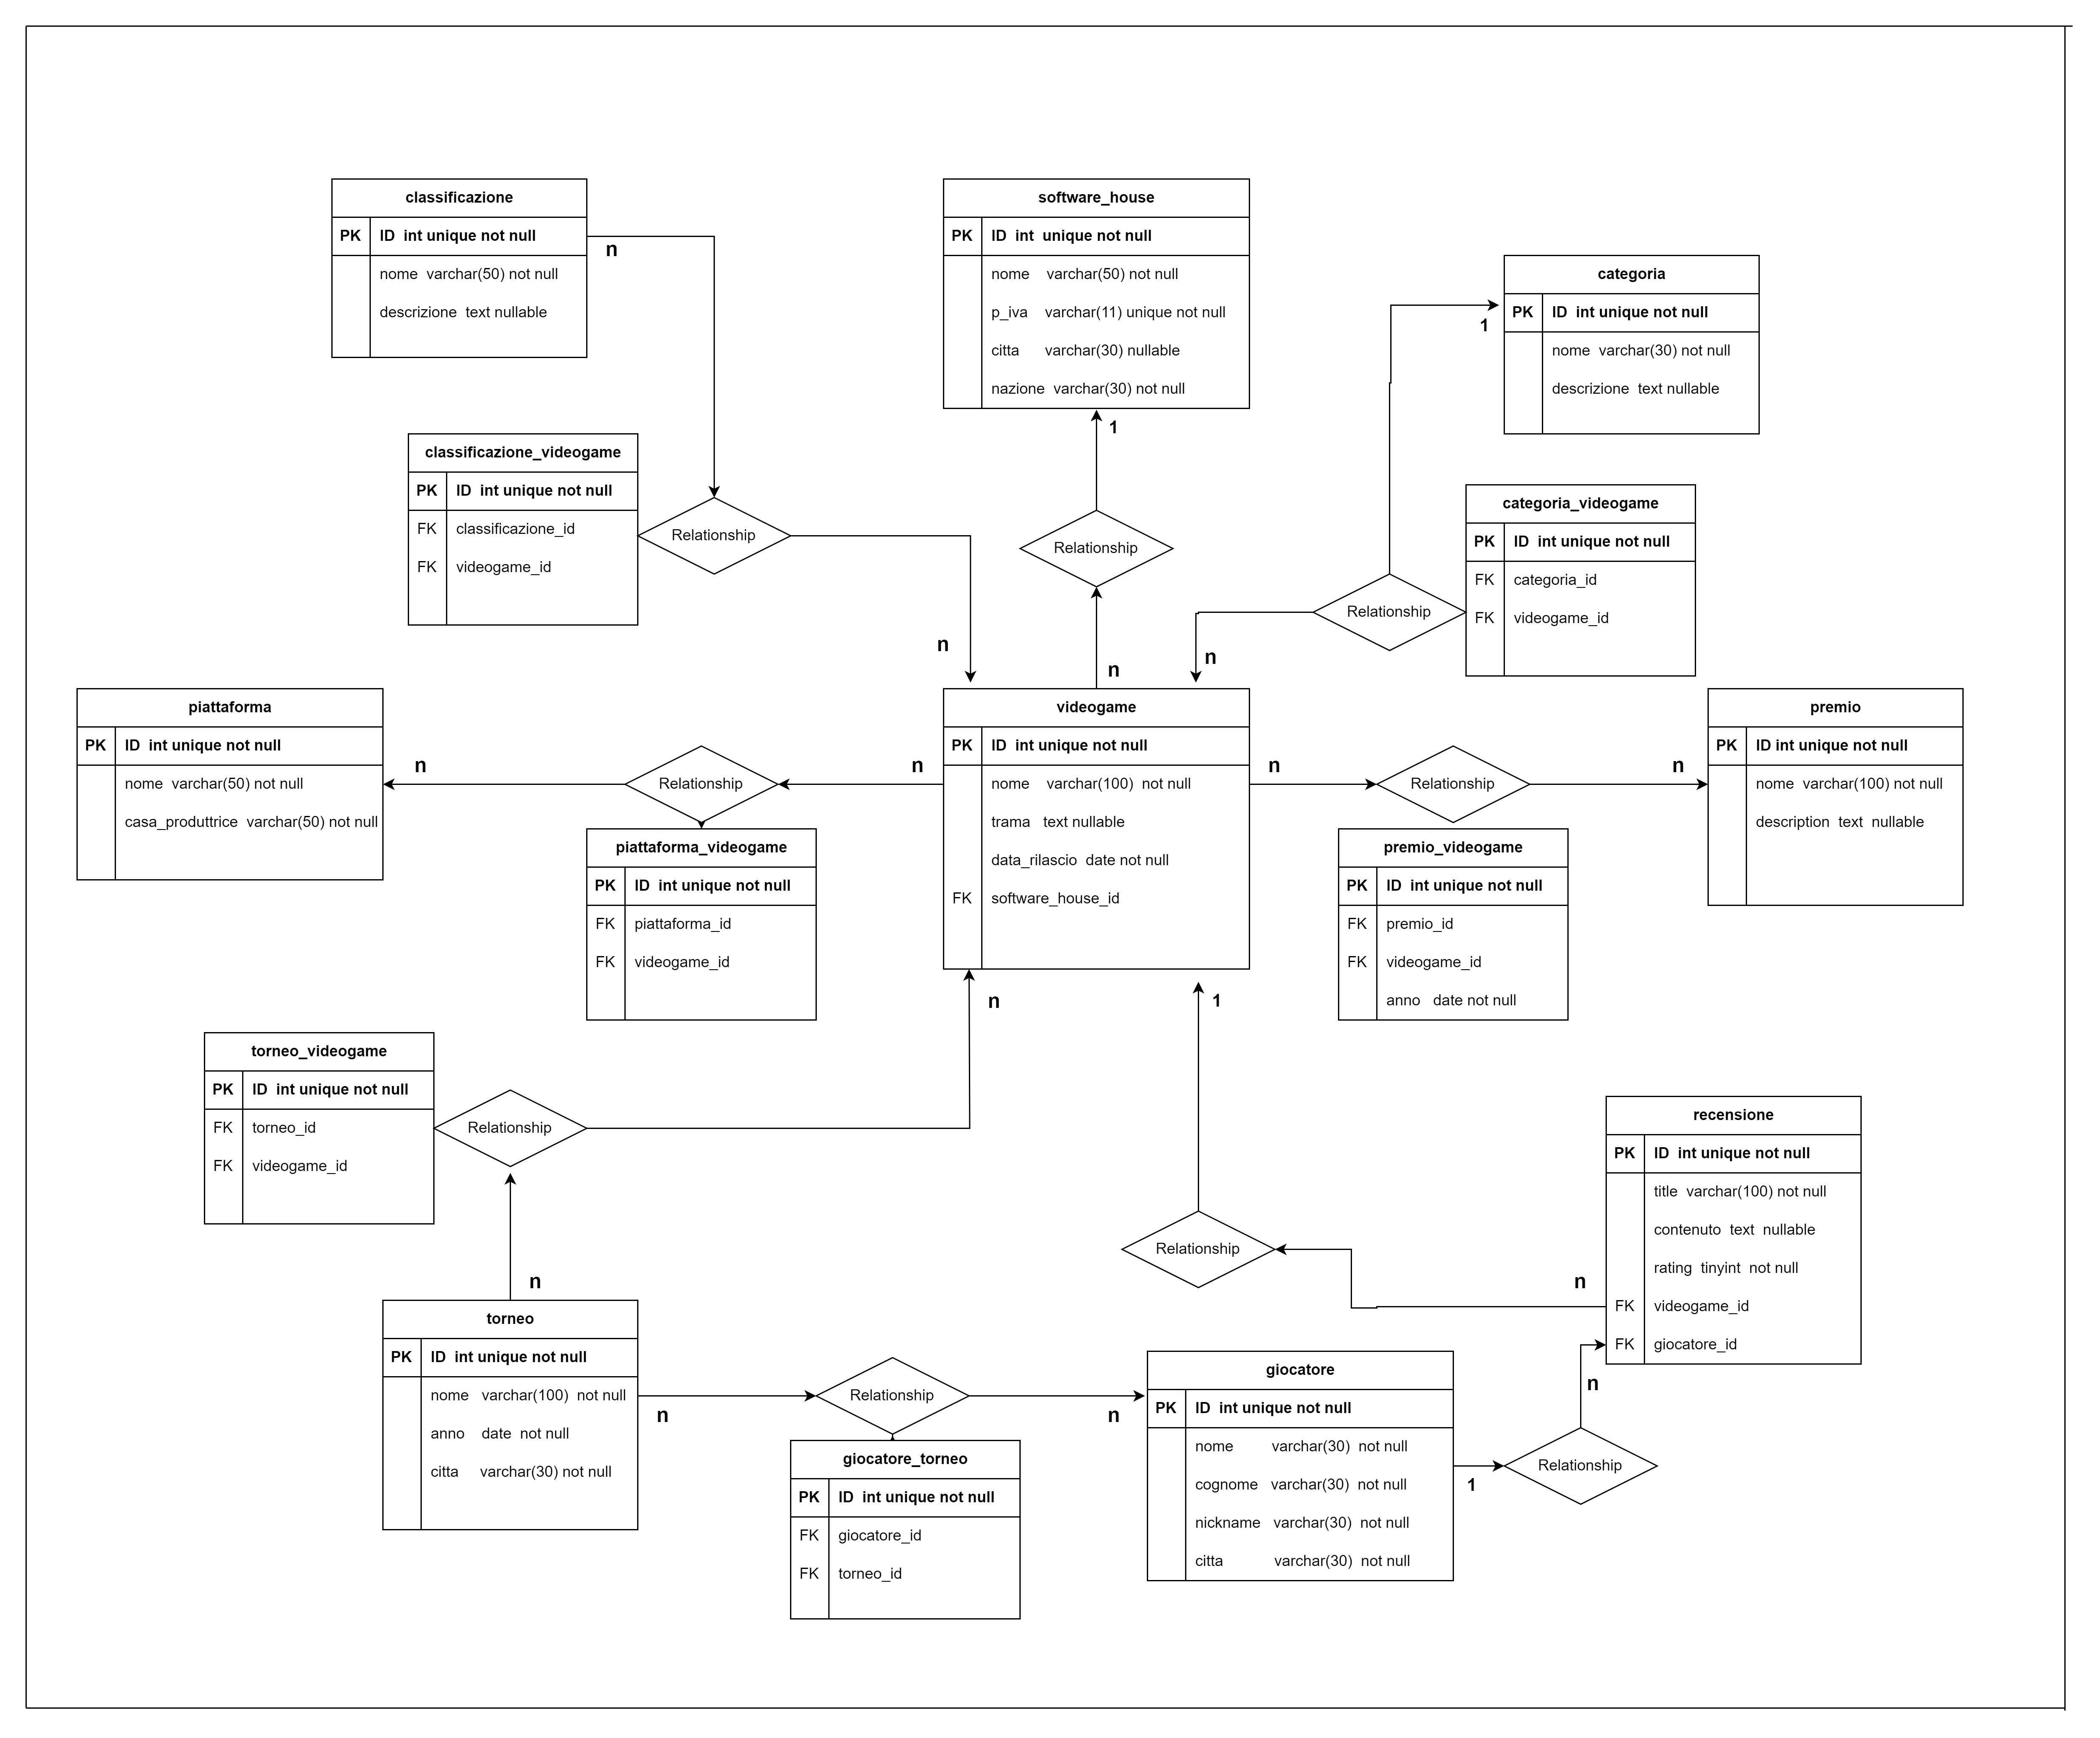 classificazione
PK ID int unique not null
nome varchar(50) not null
descrizione text nullable
n
software_house
PK ID int unique not null
nome varchar(50) not null
p_iva varchar(11) unique not null
citta varchar(30) nullable
nazione varchar(30) not null
1
categoria
PK ID int unique not null
nome varchar(30) not null
descrizione text nullable
1
classificazione_videogame
PK ID int unique not null
FK classificazione_id
FK videogame_id
Relationship
n
Relationship
n
categoria_videogame
PK ID int unique not null
FK categoria_id
FK videogame_id
Relationship
n
piattaforma
PK ID int unique not null
nome varchar(50) not null
casa_produttrice varchar(50) not null
n
Relationship
n
piattaforma_videogame
PK ID int unique not null
FK piattaforma_id
FK videogame_id
videogame
PK ID int unique not null
nome varchar(100) not null
trama text nullable
data_rilascio date not null
FK software_house_id
n
Relationship
n
premio_videogame
PK ID int unique not null
FK premio_id
FK videogame_id
anno date not null
premio
PK ID int unique not null
nome varchar(100) not null
description text nullable
n
1
torneo_videogame
PK ID int unique not null
FK torneo_id
FK videogame_id
Relationship
n
Relationship
n
recensione
PK ID int unique not null
title varchar(100) not null
contenuto text nullable
rating tinyint not null
FK videogame_id
FK giocatore_id
n
torneo
PK ID int unique not null
nome varchar(100) not null
anno date not null
citta varchar(30) not null
n
Relationship
n
giocatore_torneo
PK ID int unique not null
FK giocatore_id
FK torneo_id
giocatore
PK ID int unique not null
nome varchar(30) not null
cognome varchar(30) not null
nickname varchar(30) not null
citta varchar(30) not null
1
Relationship